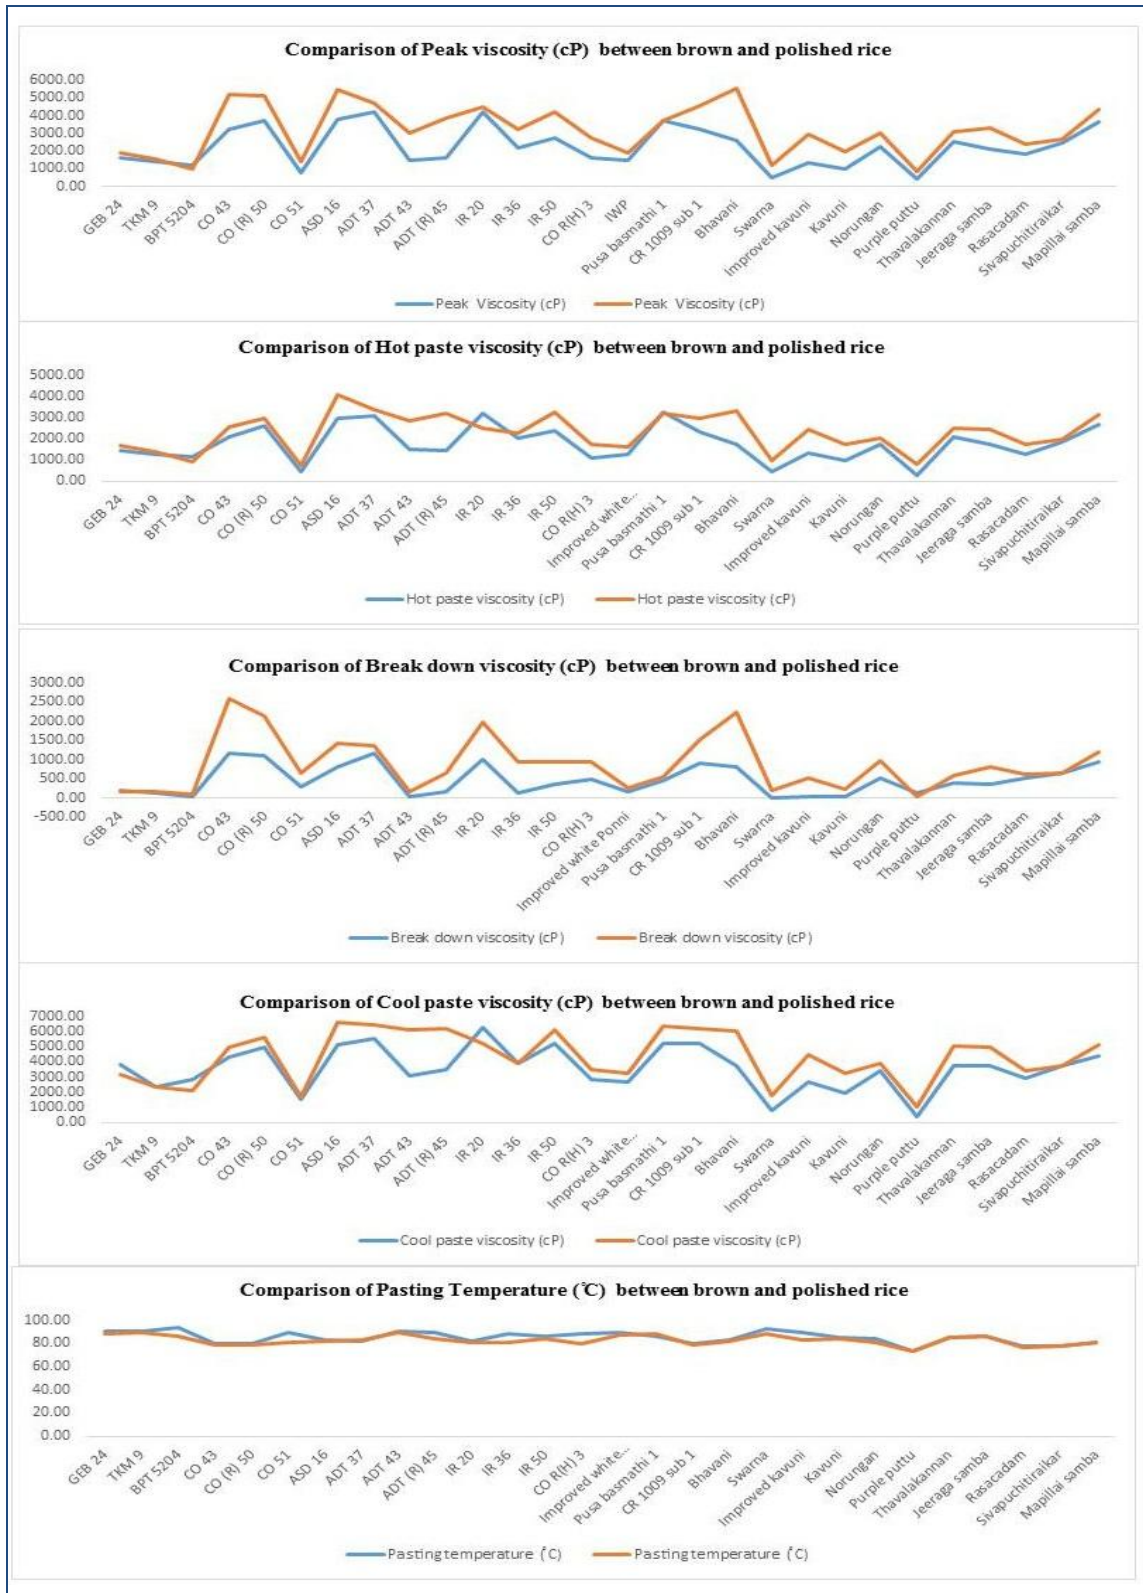 Comparison of Peak viscosity (cP) between brown and polished rice
6000.00
5000.00
4000.00
3000.00
2000.00
1000.00
0.00
GEB 24
TKM 9
BPT 5204
CO 43
CO (R) 50
CO 51
ASD 16
ADT 37
ADT 43
ADT (R) 45
IR 20
IR 36
IR 50
CO R(H) 3
IWP
Pusa basmathi 1
CR 1009 sub 1
Bhavani
Swarna
Improved kavuni
Kavuni
Norungan
Purple puttu
Thavalakannan
Jeeraga samba
Rasacadam
Sivapuchitiraikar
Mapillai samba
Peak Viscosity (cP) Peak Viscosity (cP)
Comparison of Hot paste viscosity (cP) between brown and polished rice
5000.00
4000.00
3000.00
2000.00
1000.00
0.00
GEB 24
TKM 9
BPT 5204
CO 43
CO (R) 50
CO 51
ASD 16
ADT 37
ADT 43
ADT (R) 45
IR 20
IR 36
IR 50
CO R(H) 3
Improved white...
Pusa basmathi 1
CR 1009 sub 1
Bhavani
Swarna
Improved kavuni
Kavuni
Norungan
Purple puttu
Thavalakannan
Jeeraga samba
Rasacadam
Sivapuchitiraikar
Mapillai samba
Hot paste viscosity (cP) Hot paste viscosity (cP)
Comparison of Break down viscosity (cP) between brown and polished rice
3000.00
2500.00
2000.00
1500.00
1000.00
500.00
0.00
-500.00
GEB 24
TKM 9
BPT 5204
CO 43
CO (R) 50
CO 51
ASD 16
ADT 37
ADT 43
ADT (R) 45
IR 20
IR 36
IR 50
CO R(H) 3
Improved white Ponni
Pusa basmathi 1
CR 1009 sub 1
Bhavani
Swarna
Improved kavuni
Kavuni
Norungan
Purple puttu
Thavalakannan
Jeeraga samba
Rasacadam
Sivapuchitiraikar
Mapillai samba
Break down viscosity (cP) Break down viscosity (cP)
Comparison of Cool paste viscosity (cP) between brown and polished rice
7000.00
6000.00
5000.00
4000.00
3000.00
2000.00
1000.00
0.00
GEB 24
TKM 9
BPT 5204
CO 43
CO (R) 50
CO 51
ASD 16
ADT 37
ADT 43
ADT (R) 45
IR 20
IR 36
IR 50
CO R(H) 3
Improved white...
Pusa basmathi 1
CR 1009 sub 1
Bhavani
Swarna
Improved kavuni
Kavuni
Norungan
Purple puttu
Thavalakannan
Jeeraga samba
Rasacadam
Sivapuchitiraikar
Mapillai samba
Cool paste viscosity (cP) Cool paste viscosity (cP)
Comparison of Pasting Temperature (˚C) between brown and polished rice
100.00
80.00
60.00
40.00
20.00
0.00
GEB 24
TKM 9
BPT 5204
CO 43
CO (R) 50
CO 51
ASD 16
ADT 37
ADT 43
ADT (R) 45
IR 20
IR 36
IR 50
CO R(H) 3
Improved white...
Pusa basmathi 1
CR 1009 sub 1
Bhavani
Swarna
Improved kavuni
Kavuni
Norungan
Purple puttu
Thavalakannan
Jeeraga samba
Rasacadam
Sivapuchitiraikar
Mapillai samba
Pasting temperature (˚C) Pasting temperature (˚C)